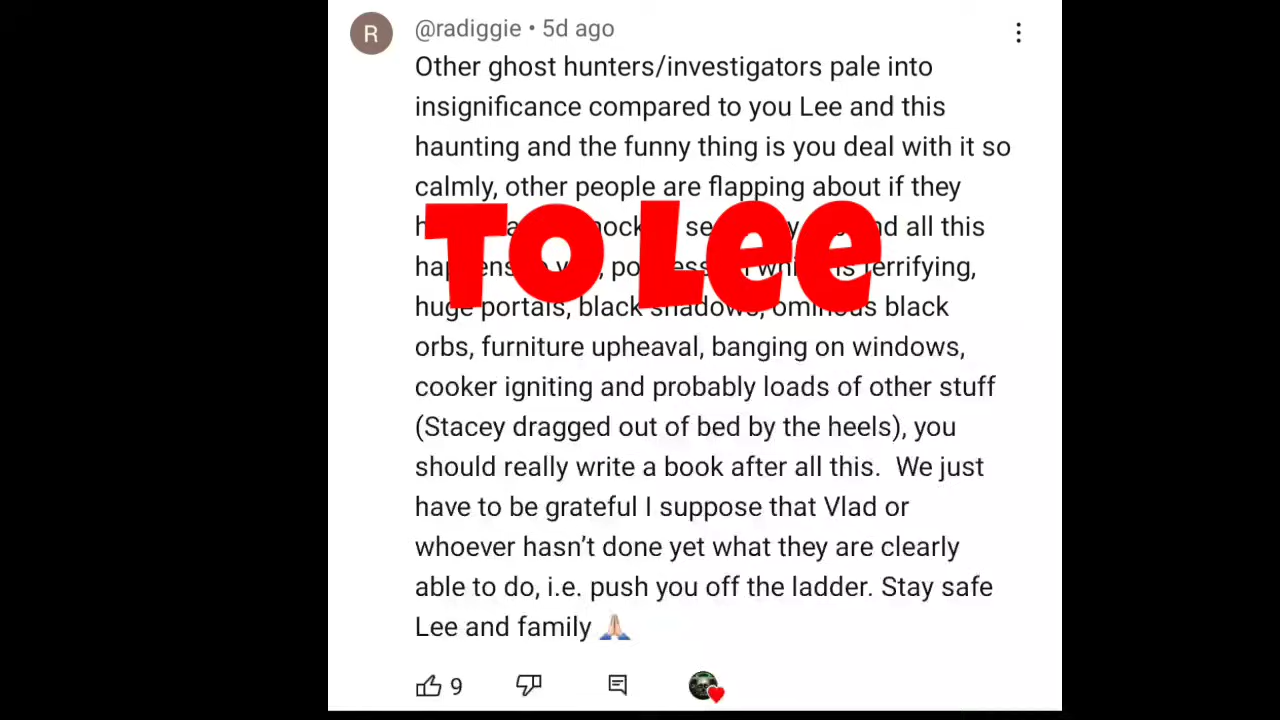 R
@radiggie • 5d ago
Other ghost hunters/investigators pale into
insignificance compared to you Lee and this
haunting and the funny thing is you deal with it so
calmly, other people are flapping about if they
all this
terrifying,
huge portals, black shadows, ominous black
orbs, furniture upheaval, banging on windows,
cooker igniting and probably loads of other stuff
(Stacey dragged out of bed by the heels), you
should really write a book after all this.  We just
have to be grateful I suppose that Vlad or
whoever hasn't done yet what they are clearly
able to do, i.e. push you off the ladder. Stay safe
Lee and family 🙏🏻
9
To Lee